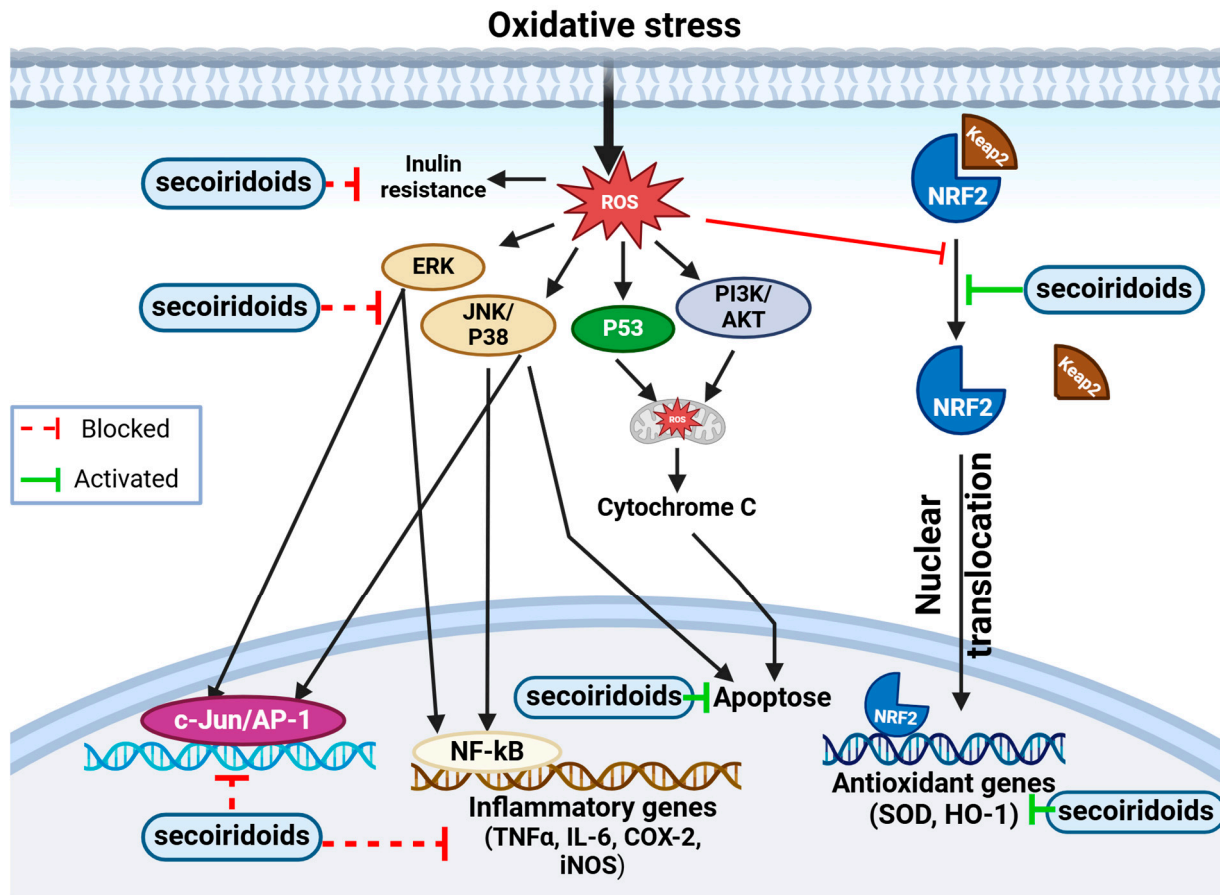 Oxidative stress
Keap2
NRF2
secoiridoids
Inulin
resistance
ROS
ERK
secoiridoids
JNK/
P38
P53
PI3K/
AKT
secoiridoids
NRF2
Keap2
ROS
Blocked
Activated
Cytochrome C
Nuclear
translocation
secoiridoids
Apoptose
c-Jun/AP-1
NRF2
NF-kB
Antioxidant genes
(SOD, HO-1)
secoiridoids
Inflammatory genes
(TNFα, IL-6, COX-2,
iNOS)
secoiridoids